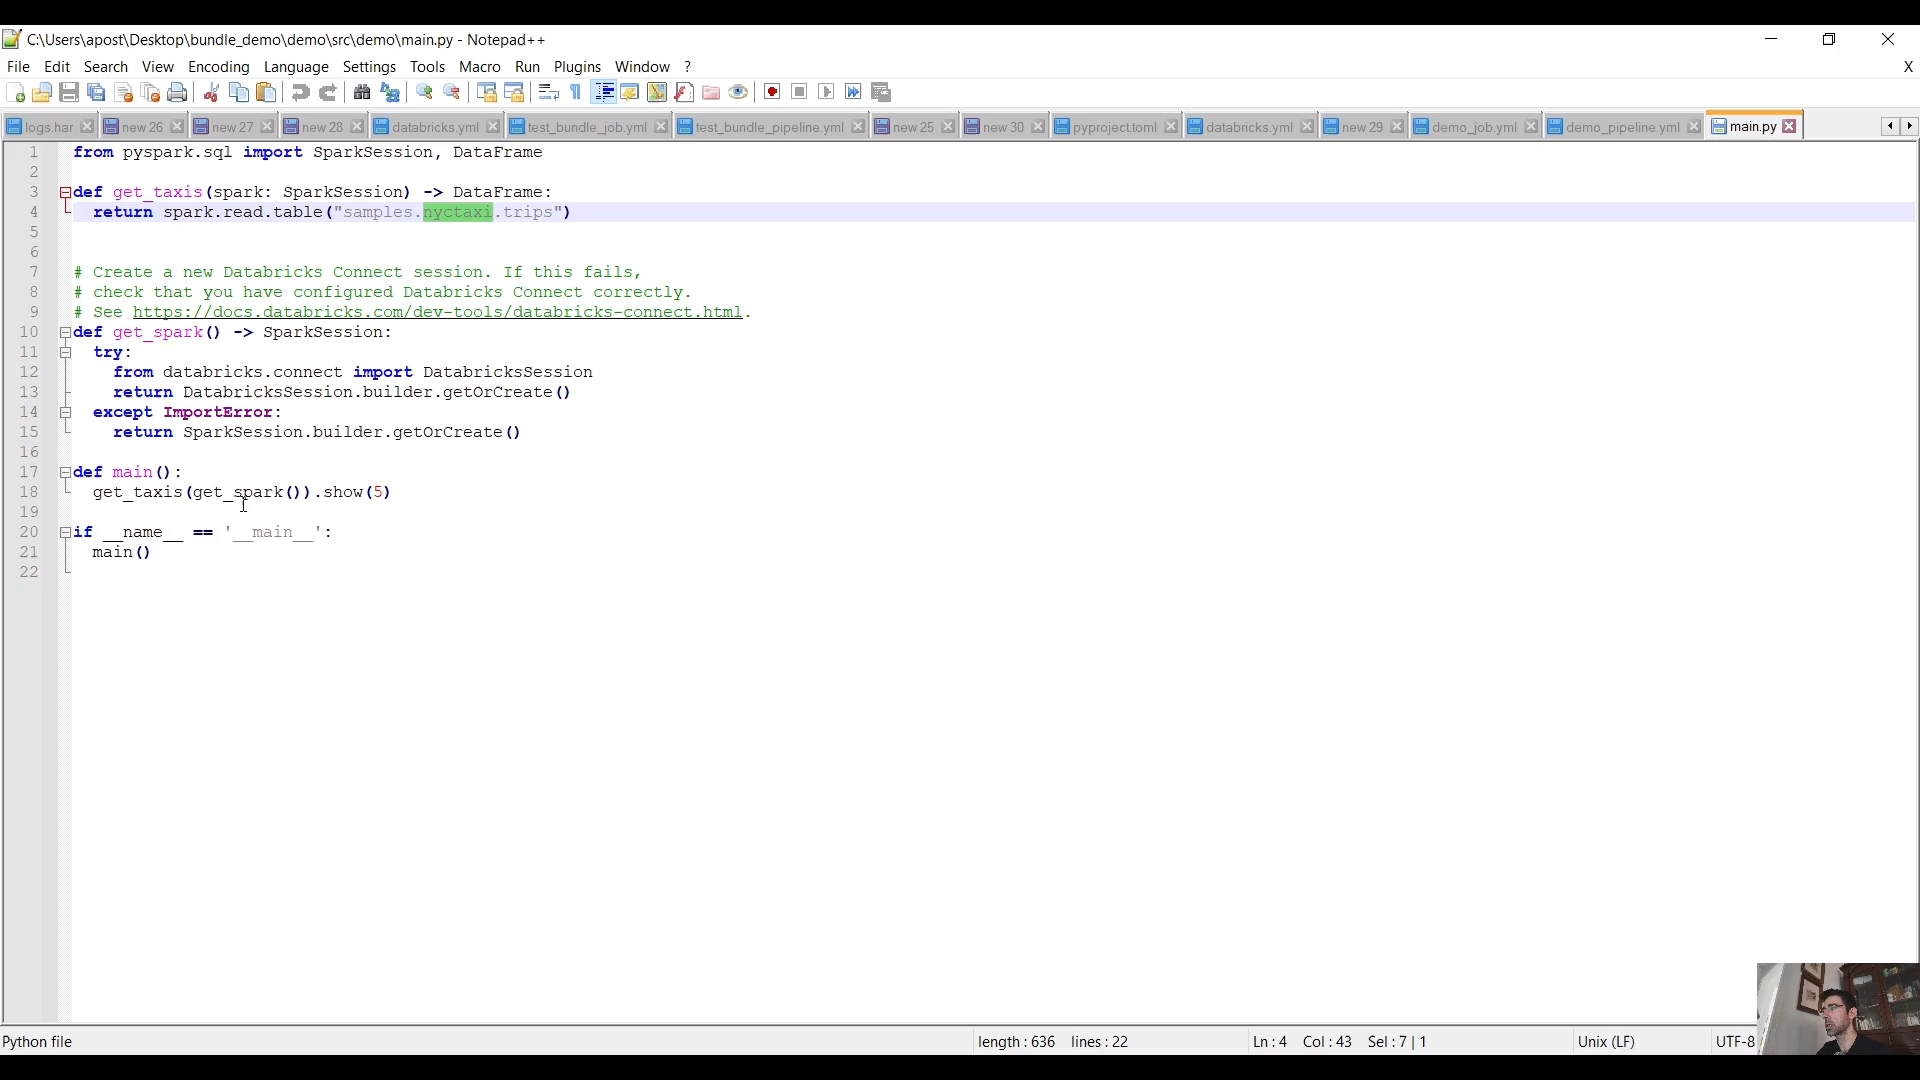 C:\Users\apost\Desktop\bundle_demo\demo\src\demo\main.py - Notepad++
File Edit Search View Encoding Language Settings Tools Macro Run Plugins Window ? X
logs.har new 26 new 27 new 28 databricks.yml test_bundle_job.yml test_bundle_pipeline.yml new 25 new 30 pyproject.toml databricks.yml new 29 demo_job.yml demo_pipeline.yml main.py
1 from pyspark.sql import SparkSession, DataFrame
2
3 def get_taxis(spark: SparkSession) -> DataFrame:
4   return spark.read.table("samples.nyctaxi.trips")
5
6
7 # Create a new Databricks Connect session. If this fails,
8 # check that you have configured Databricks Connect correctly.
9 # See https://docs.databricks.com/dev-tools/databricks-connect.html.
10 def get_spark() -> SparkSession:
11   try:
12     from databricks.connect import DatabricksSession
13     return DatabricksSession.builder.getOrCreate()
14   except ImportError:
15     return SparkSession.builder.getOrCreate()
16
17 def main():
18   get_taxis(get_spark()).show(5)
19
20 if __name__ == '__main__':
21   main()
22
Python file length : 636 lines : 22 Ln : 4 Col : 43 Sel : 7 | 1 Unix (LF) UTF-8